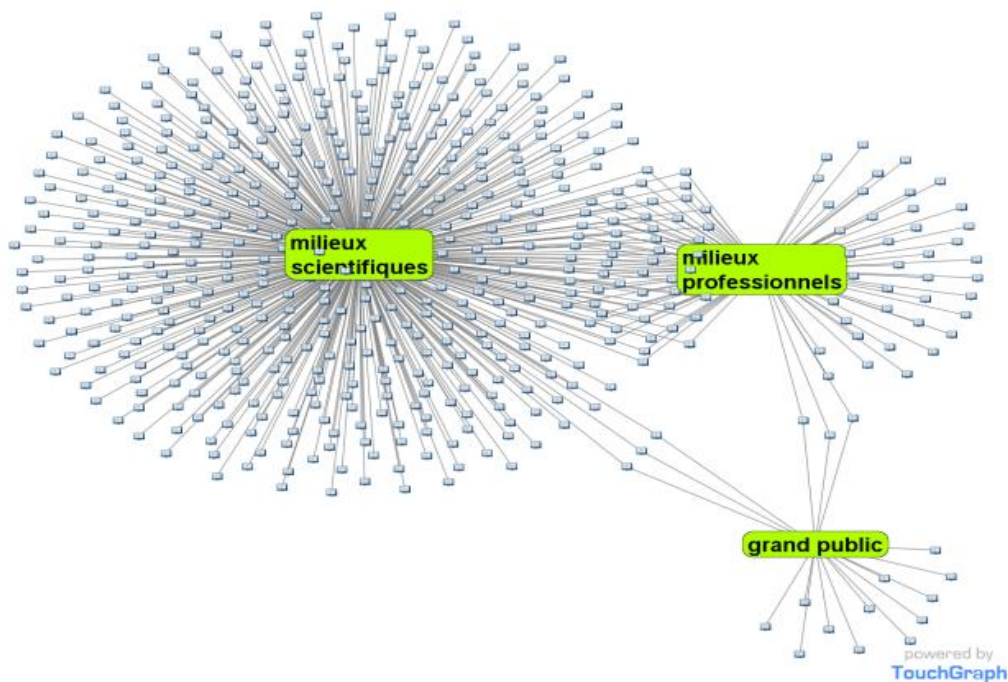 milieux
scientifiques
milieux
professionnels
grand public
powered by
TouchGraph